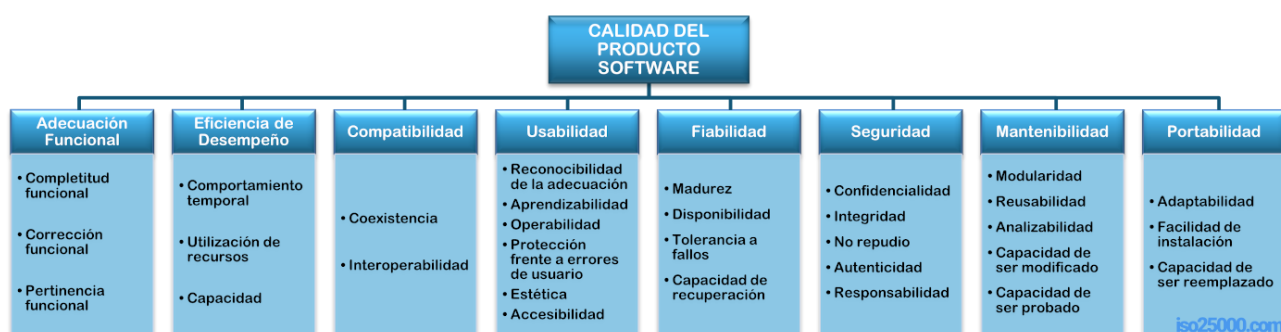 CALIDAD DEL
PRODUCTO
SOFTWARE
Adecuación
Funcional
• Completitud
funcional
• Corrección
funcional
• Pertinencia
funcional
Eficiencia de
Desempeño
• Comportamiento
temporal
• Utilización de
recursos
• Capacidad
Compatibilidad
• Coexistencia
• Interoperabilidad
Usabilidad
• Reconocibilidad
de la adecuación
• Aprendizabilidad
• Operabilidad
• Protección
frente a errores
de usuario
• Estética
• Accesibilidad
Fiabilidad
• Madurez
• Disponibilidad
• Tolerancia a
fallos
• Capacidad de
recuperación
Seguridad
• Confidencialidad
• Integridad
• No repudio
• Autenticidad
• Responsabilidad
Mantenibilidad
• Modularidad
• Reusabilidad
• Analizabilidad
• Capacidad de
ser modificado
• Capacidad de
ser probado
Portabilidad
• Adaptabilidad
• Facilidad de
instalación
• Capacidad de
ser reemplazado
iso25000.com